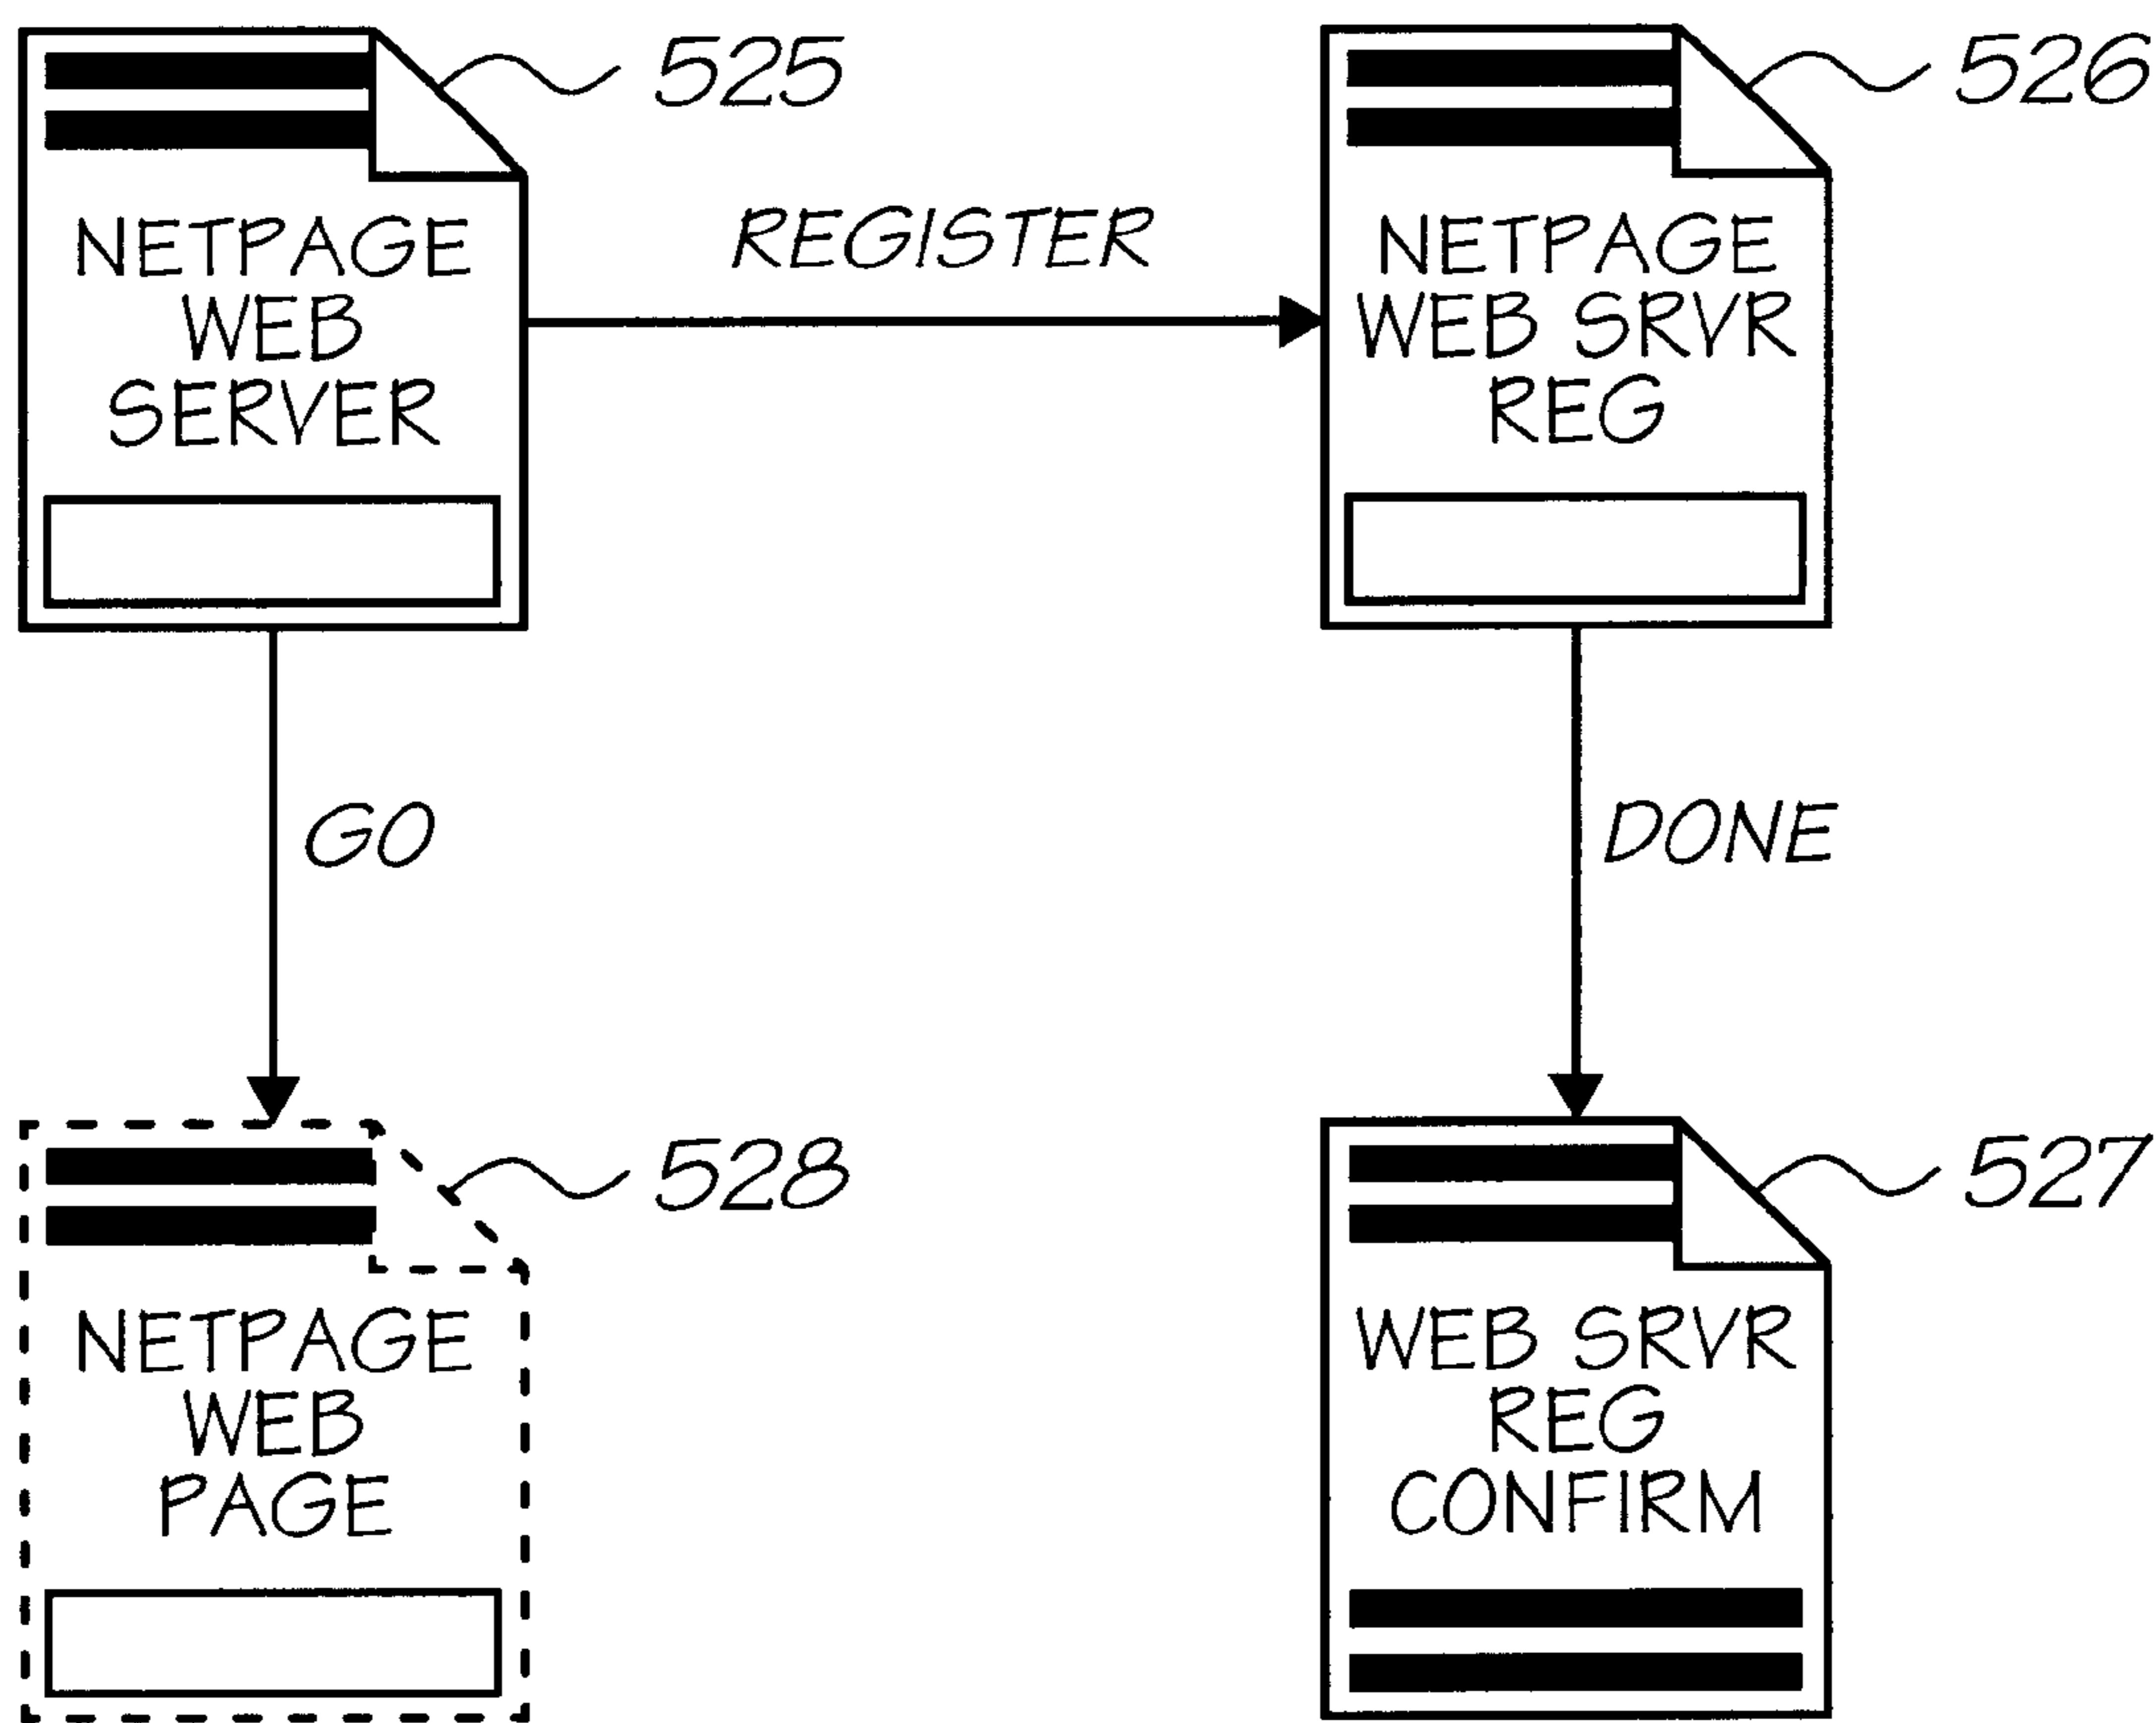 525
NETPAGE
WEB
SERVER
REGISTER
526
NETPAGE
WEB SRVR
REG
GO
DONE
528
NETPAGE
WEB
PAGE
527
WEB SRVR
REG
CONFIRM